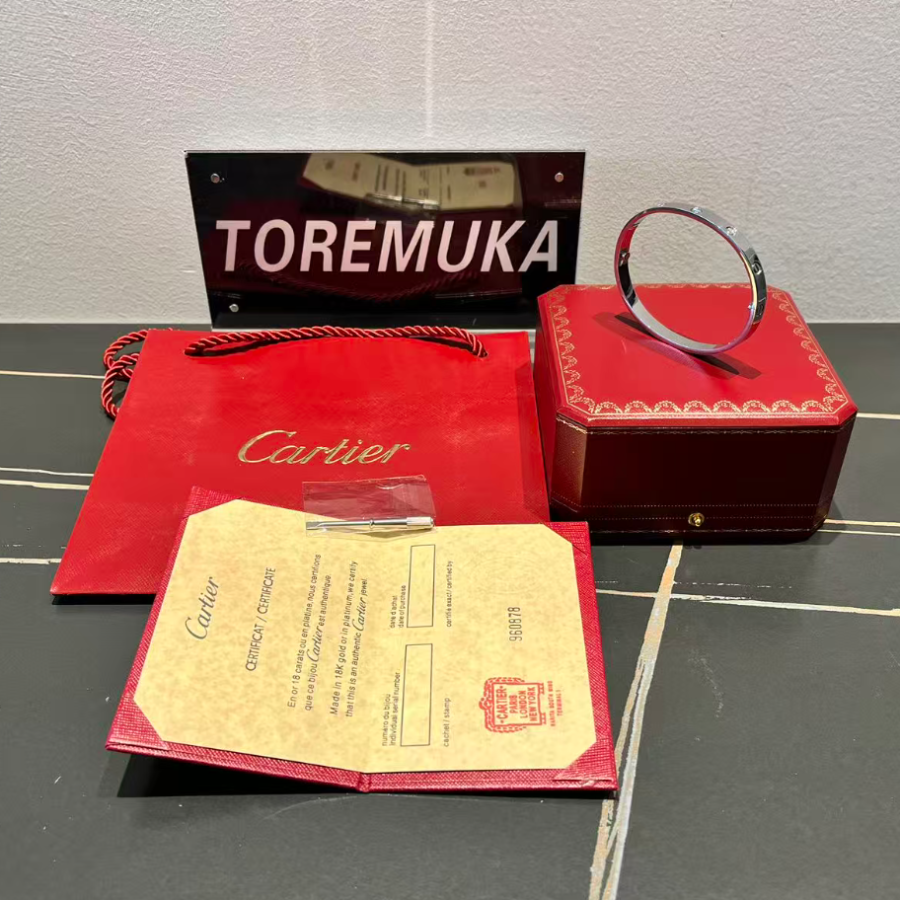 TOREMUKA
Cartier
Cartier
CERTIFICAT / CERTIFICATE
En or 18 carats ou en platine, nous certifions
que ce bijou Cartier est authentique
Made in 18K gold or in platinum, we certify
that this is an authentic Cartier jewel
date d'achat
date of purchase
certifie exact / certified by
numero du bijou
individual serial number
cachet / stamp
960878
CARTIER
PARIS
LONDON
NEW YORK